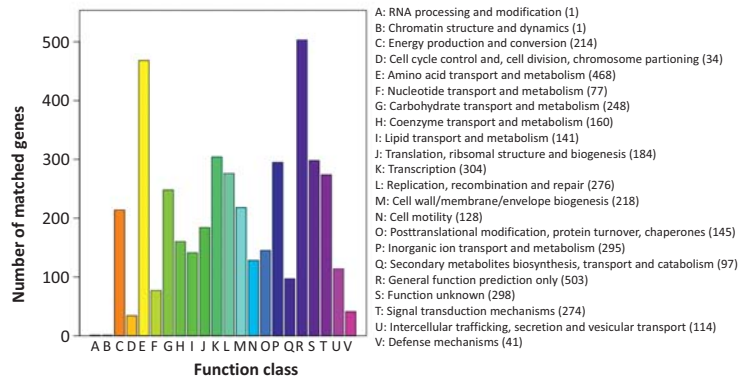 500
400
300
200
100
0
Number of matched genes
A B C D E F G H I J K L M N O P Q R S T U V
Function class
A: RNA processing and modification (1)
B: Chromatin structure and dynamics (1)
C: Energy production and conversion (214)
D: Cell cycle control and, cell division, chromosome partioning (34)
E: Amino acid transport and metabolism (468)
F: Nucleotide transport and metabolism (77)
G: Carbohydrate transport and metabolism (248)
H: Coenzyme transport and metabolism (160)
I: Lipid transport and metabolism (141)
J: Translation, ribsomal structure and biogenesis (184)
K: Transcription (304)
L: Replication, recombination and repair (276)
M: Cell wall/membrane/envelope biogenesis (218)
N: Cell motility (128)
O: Posttranslational modification, protein turnover, chaperones (145)
P: Inorganic ion transport and metabolism (295)
Q: Secondary metabolites biosynthesis, transport and catabolism (97)
R: General function prediction only (503)
S: Function unknown (298)
T: Signal transduction mechanisms (274)
U: Intercellular trafficking, secretion and vesicular transport (114)
V: Defense mechanisms (41)